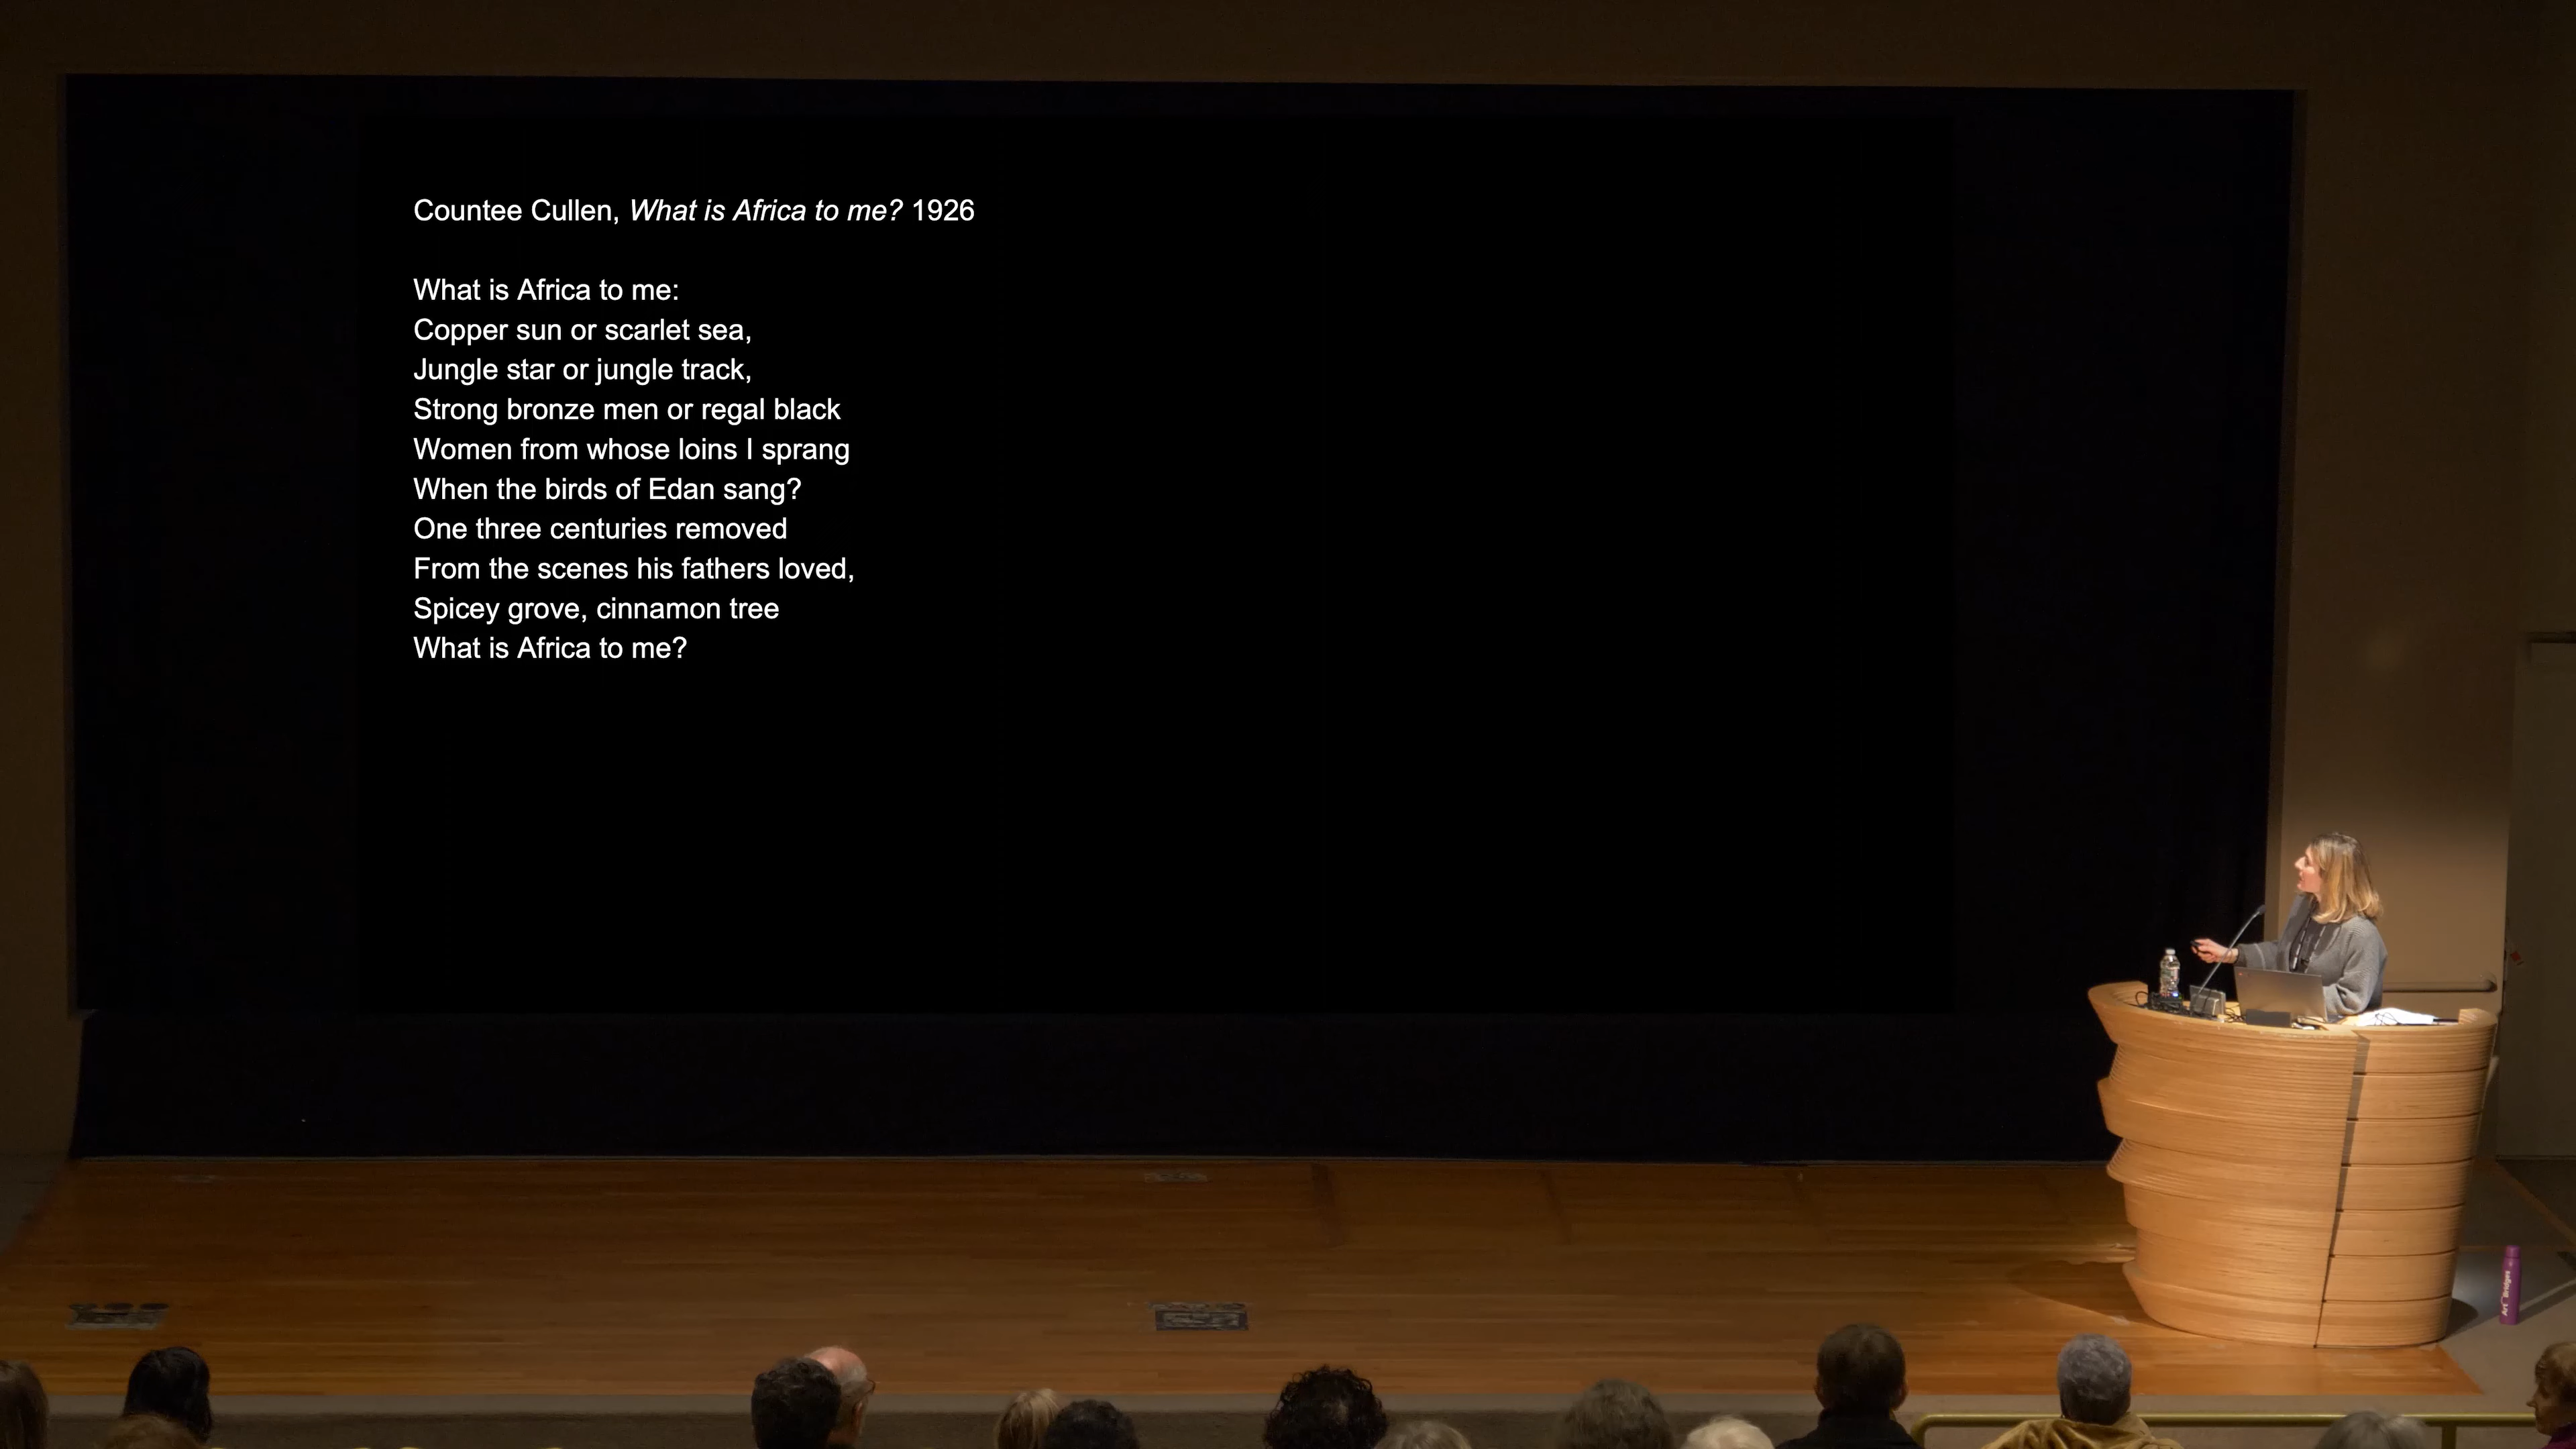 Countee Cullen, What is Africa to me? 1926
What is Africa to me:
Copper sun or scarlet sea,
Jungle star or jungle track,
Strong bronze men or regal black
Women from whose loins I sprang
When the birds of Edan sang?
One three centuries removed
From the scenes his fathers loved,
Spicey grove, cinnamon tree
What is Africa to me?
Art Bridges